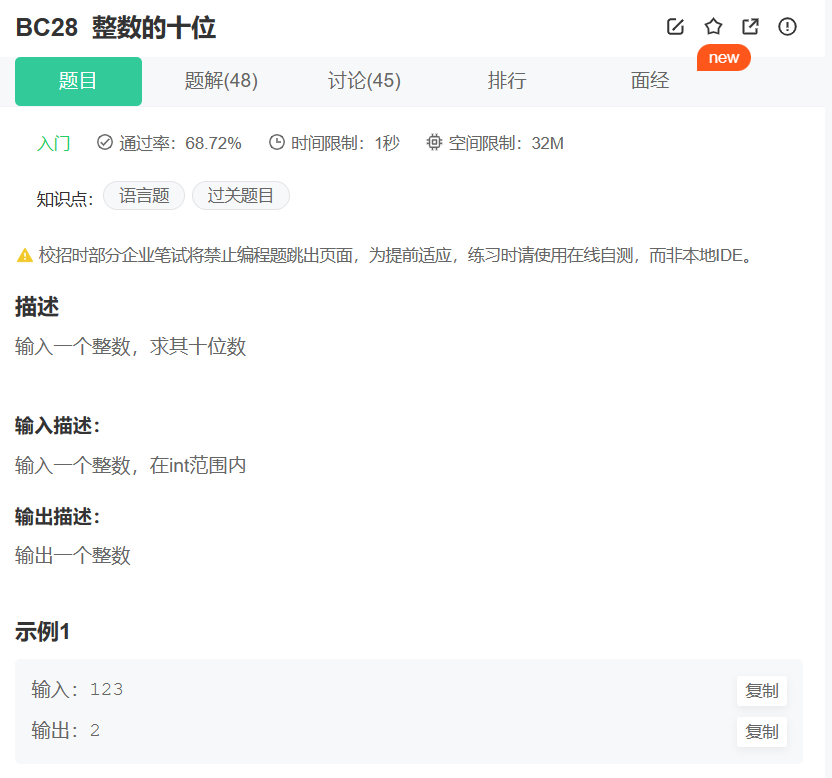 BC28 整数的十位
new
题目 题解(48) 讨论(45) 排行 面经
入门 通过率：68.72% 时间限制：1秒 空间限制：32M
知识点： 语言题 过关题目
校招时部分企业笔试将禁止编程题跳出页面，为提前适应，练习时请使用在线自测，而非本地IDE。
描述
输入一个整数，求其十位数
输入描述：
输入一个整数，在int范围内
输出描述：
输出一个整数
示例1
输入：123 复制
输出：2 复制